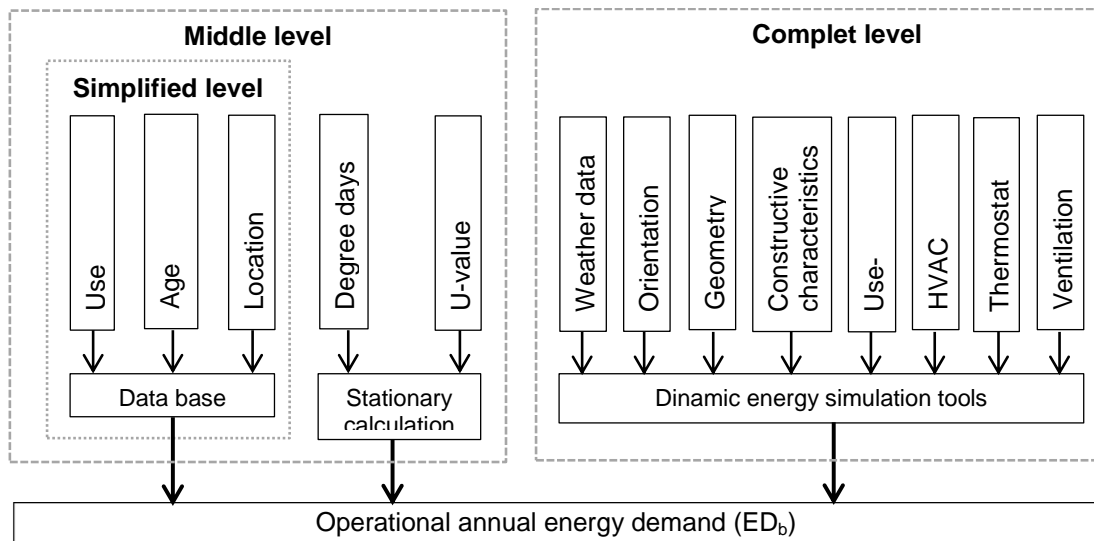 Middle level
Complet level
Simplified level
Use
Age
Location
Degree days
U-value
Weather data
Orientation
Geometry
Constructive
characteristics
Use-
HVAC
Thermostat
Ventilation
Data base
Stationary
calculation
Dinamic energy simulation tools
Operational annual energy demand (EDb)